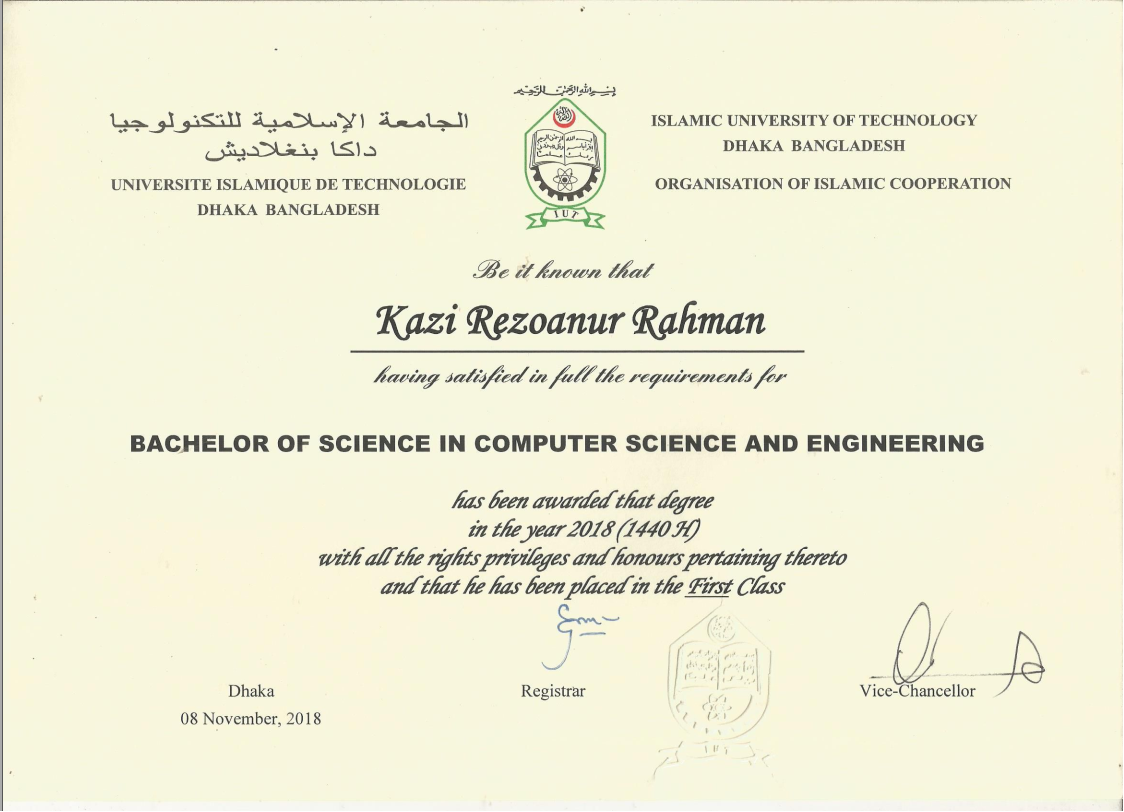 الجامعة الإسلامية للتكنولوجيا
داكا بنغلاديش
UNIVERSITE ISLAMIQUE DE TECHNOLOGIE
DHAKA BANGLADESH
بسم الله الرحمن الرحيم
IUT
ISLAMIC UNIVERSITY OF TECHNOLOGY
DHAKA BANGLADESH
ORGANISATION OF ISLAMIC COOPERATION
Be it known that
Kazi Rezoanur Rahman
having satisfied in full the requirements for
BACHELOR OF SCIENCE IN COMPUTER SCIENCE AND ENGINEERING
has been awarded that degree
in the year 2018 (1440 H)
with all the rights privileges and honours pertaining thereto
and that he has been placed in the First Class
Dhaka
08 November, 2018
Registrar
Vice-Chancellor